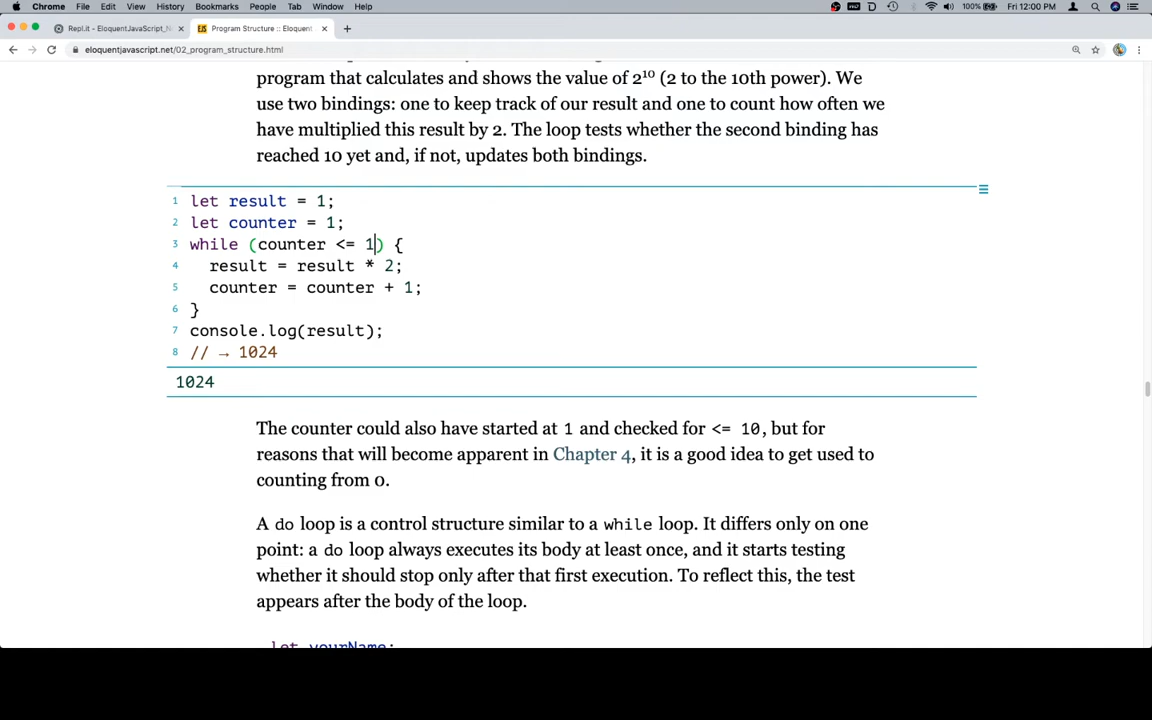 Chrome File Edit View History Bookmarks People Tab Window Help 100% Fri 12:00 PM
Repl.it - EloquentJavaScript_N Program Structure :: Eloquent
eloquentjavascript.net/02_program_structure.html
program that calculates and shows the value of 2¹⁰ (2 to the 10th power). We
use two bindings: one to keep track of our result and one to count how often we
have multiplied this result by 2. The loop tests whether the second binding has
reached 10 yet and, if not, updates both bindings.
1 let result = 1;
2 let counter = 1;
3 while (counter <= 1) {
4 result = result * 2;
5 counter = counter + 1;
6 }
7 console.log(result);
8 // → 1024
1024
The counter could also have started at 1 and checked for <= 10, but for
reasons that will become apparent in Chapter 4, it is a good idea to get used to
counting from 0.
A do loop is a control structure similar to a while loop. It differs only on one
point: a do loop always executes its body at least once, and it starts testing
whether it should stop only after that first execution. To reflect this, the test
appears after the body of the loop.
let yourName;